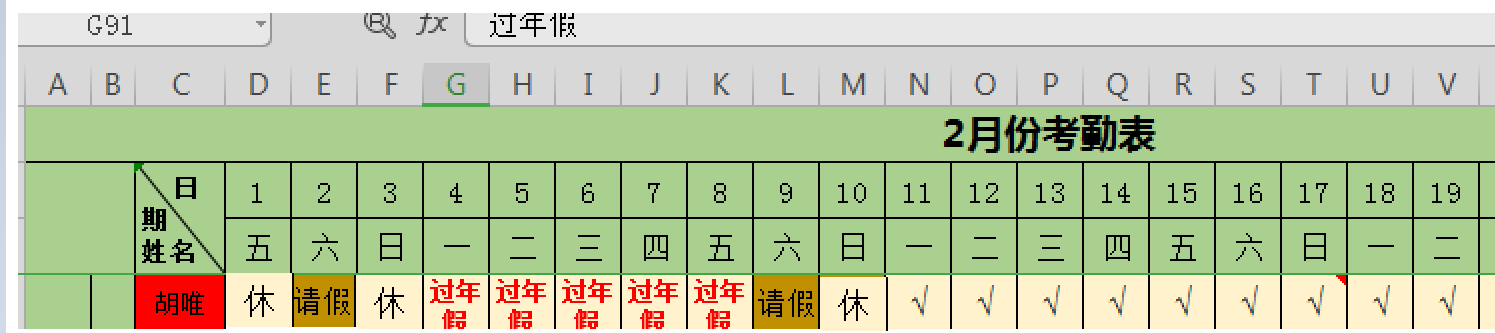 G91 fx 过年假
A B C D E F G H I J K L M N O P Q R S T U V
2月份考勤表
日 1 2 3 4 5 6 7 8 9 10 11 12 13 14 15 16 17 18 19
期
姓名 五 六 日 一 二 三 四 五 六 日 一 二 三 四 五 六 日 一 二
胡唯 休 请假 休 过年 过年 过年 过年 过年 请假 休 √ √ √ √ √ √ √ √ √
假 假 假 假 假